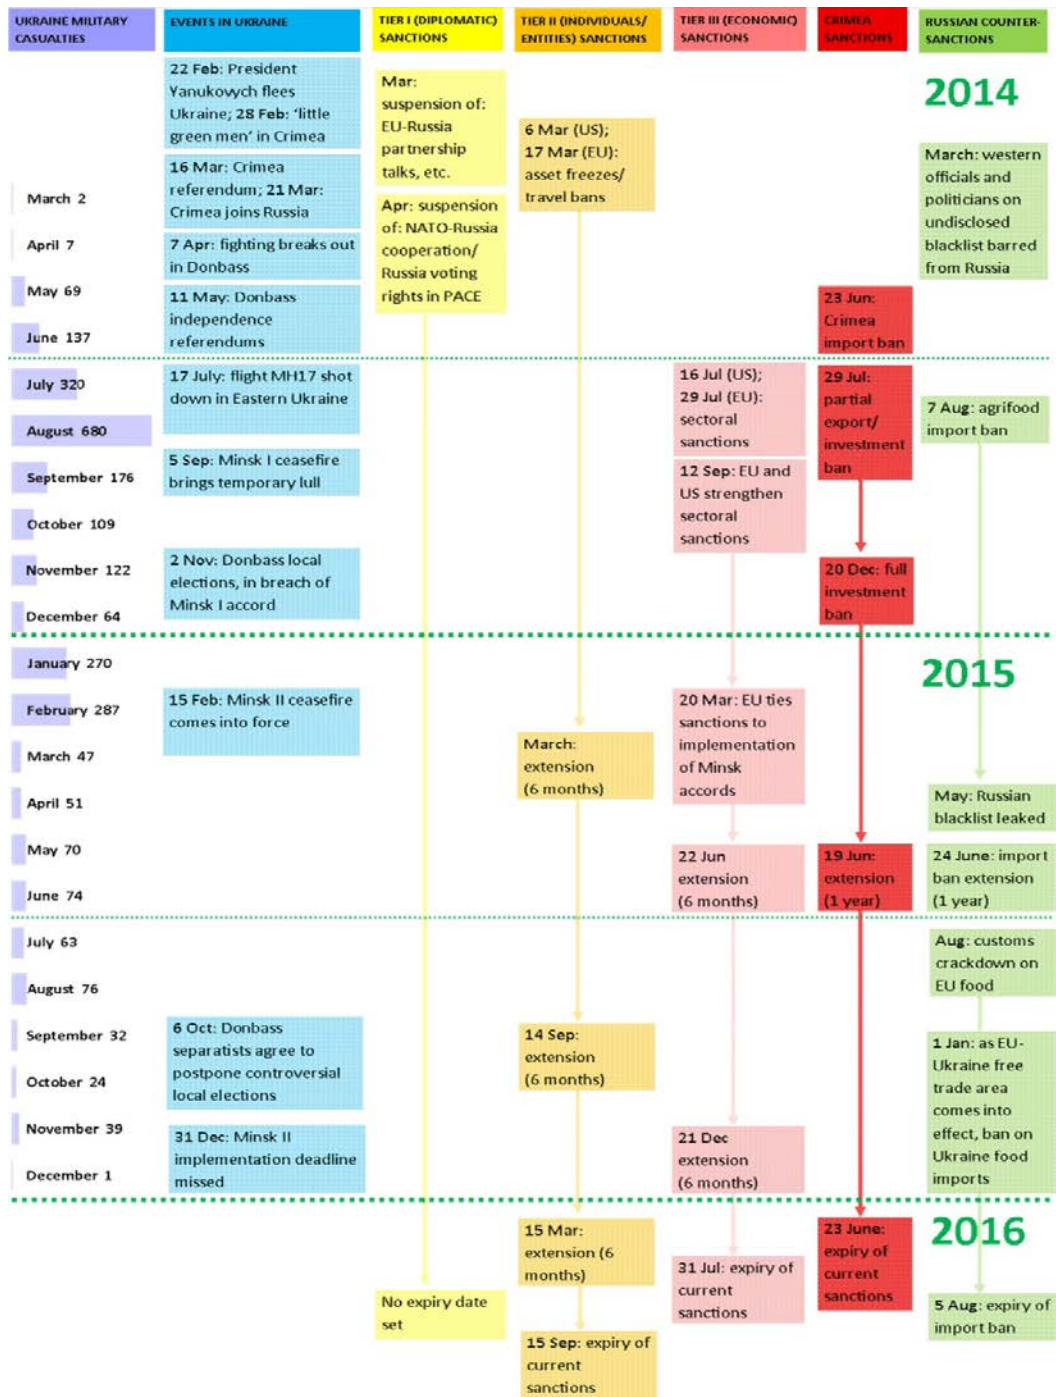 UKRAINE MILITARY
CASUALTIES
EVENTS IN UKRAINE
TIER I (DIPLOMATIC)
SANCTIONS
TIER II (INDIVIDUALS/
ENTITIES) SANCTIONS
TIER III (ECONOMIC)
SANCTIONS
CRIMEA
SANCTIONS
RUSSIAN COUNTER-
SANCTIONS
2014
March 2
April 7
May 69
June 137
July 320
August 680
September 176
October 109
November 122
December 64
22 Feb: President
Yanukovych flees
Ukraine; 28 Feb: ‘little
green men’ in Crimea
16 Mar: Crimea
referendum; 21 Mar:
Crimea joins Russia
7 Apr: fighting breaks out
in Donbass
11 May: Donbass
independence
referendums
17 July: flight MH17 shot
down in Eastern Ukraine
5 Sep: Minsk I ceasefire
brings temporary lull
2 Nov: Donbass local
elections, in breach of
Minsk I accord
Mar:
suspension of:
EU-Russia
partnership
talks, etc.
Apr: suspension
of: NATO-Russia
cooperation/
Russia voting
rights in PACE
6 Mar (US);
17 Mar (EU):
asset freezes/
travel bans
16 Jul (US);
29 Jul (EU):
sectoral
sanctions
12 Sep: EU and
US strengthen
sectoral
sanctions
23 Jun:
Crimea
import ban
29 Jul:
partial
export/
investment
ban
20 Dec: full
investment
ban
March: western
officials and
politicians on
undisclosed
blacklist barred
from Russia
7 Aug: agrifood
import ban
2015
January 270
February 287
March 47
April 51
May 70
June 74
July 63
August 76
September 32
October 24
November 39
December 1
15 Feb: Minsk II ceasefire
comes into force
6 Oct: Donbass
separatists agree to
postpone controversial
local elections
31 Dec: Minsk II
implementation deadline
missed
March:
extension
(6 months)
14 Sep:
extension
(6 months)
20 Mar: EU ties
sanctions to
implementation
of Minsk
accords
22 Jun
extension
(6 months)
21 Dec
extension
(6 months)
19 Jun:
extension
(1 year)
May: Russian
blacklist leaked
24 June: import
ban extension
(1 year)
Aug: customs
crackdown on
EU food
1 Jan: as EU-
Ukraine free
trade area
comes into
effect, ban on
Ukraine food
imports
2016
No expiry date
set
15 Mar:
extension (6
months)
15 Sep: expiry of
current
sanctions
31 Jul: expiry of
current
sanctions
23 June:
expiry of
current
sanctions
5 Aug: expiry of
import ban